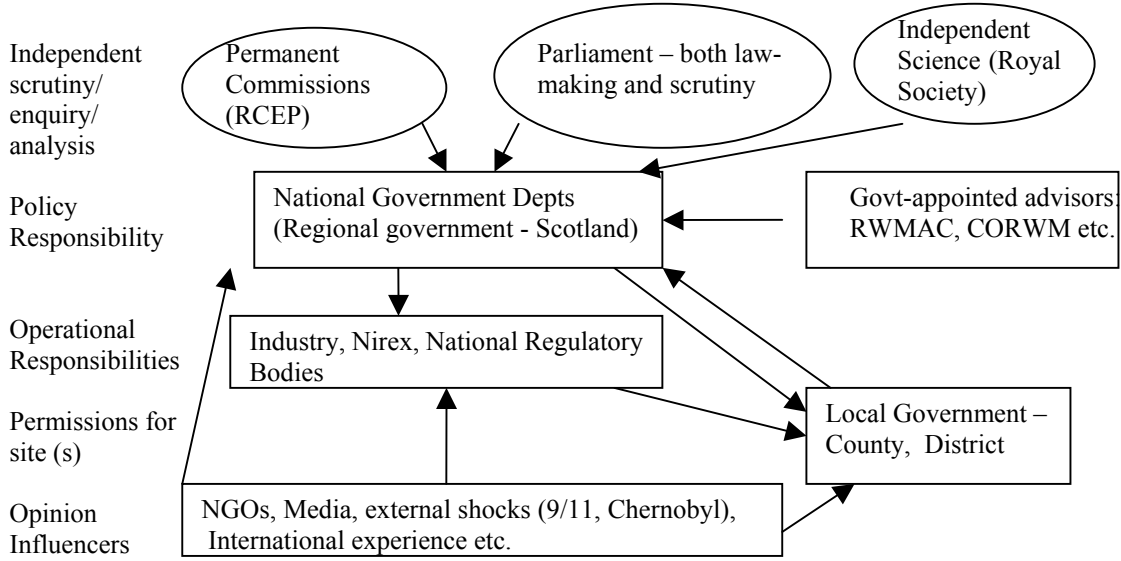 Independent
scrutiny/
enquiry/
analysis
Permanent
Commissions
(RCEP)
Parliament – both law-
making and scrutiny
Independent
Science (Royal
Society)
Policy
Responsibility
National Government Depts
(Regional government - Scotland)
Govt-appointed advisors:
RWMAC, CORWM etc.
Operational
Responsibilities
Industry, Nirex, National Regulatory
Bodies
Permissions for
site (s)
Local Government –
County,  District
Opinion
Influencers
NGOs, Media, external shocks (9/11, Chernobyl),
International experience etc.